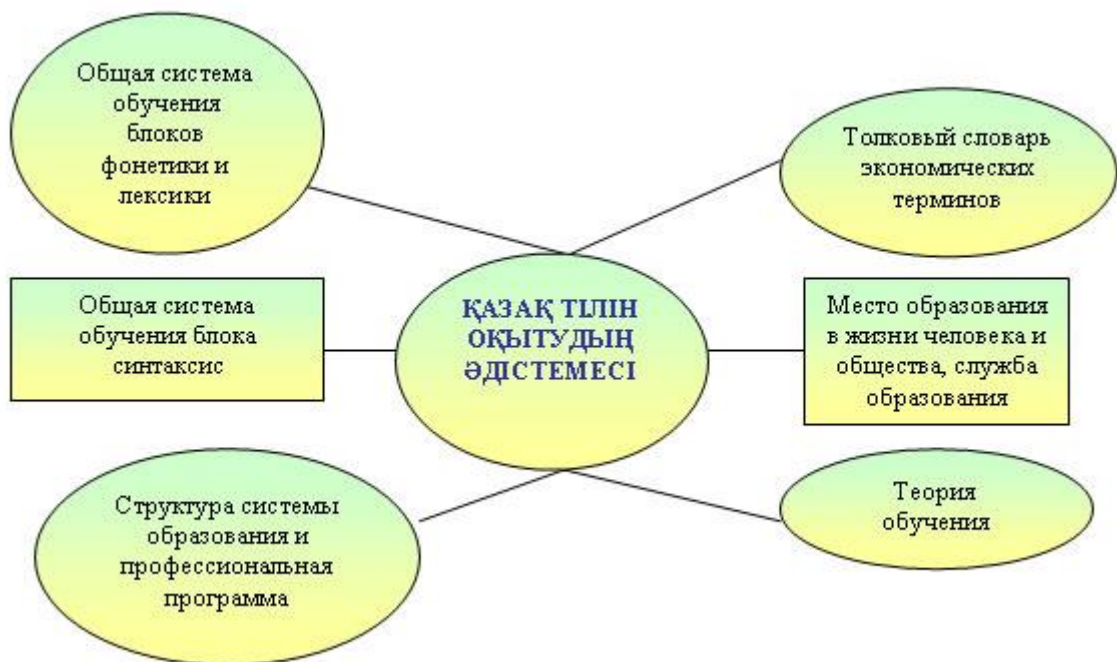 Общая система
обучения
блоков
фонетики и
лексики
Толковый словарь
экономических
терминов
Общая система
обучения блока
синтаксис
ҚАЗАҚ ТІЛІН
ОҚЫТУДЫҢ
ӘДІСТЕМЕСІ
Место образования
в жизни человека и
общества, служба
образования
Структура системы
образования и
профессиональная
программа
Теория
обучения